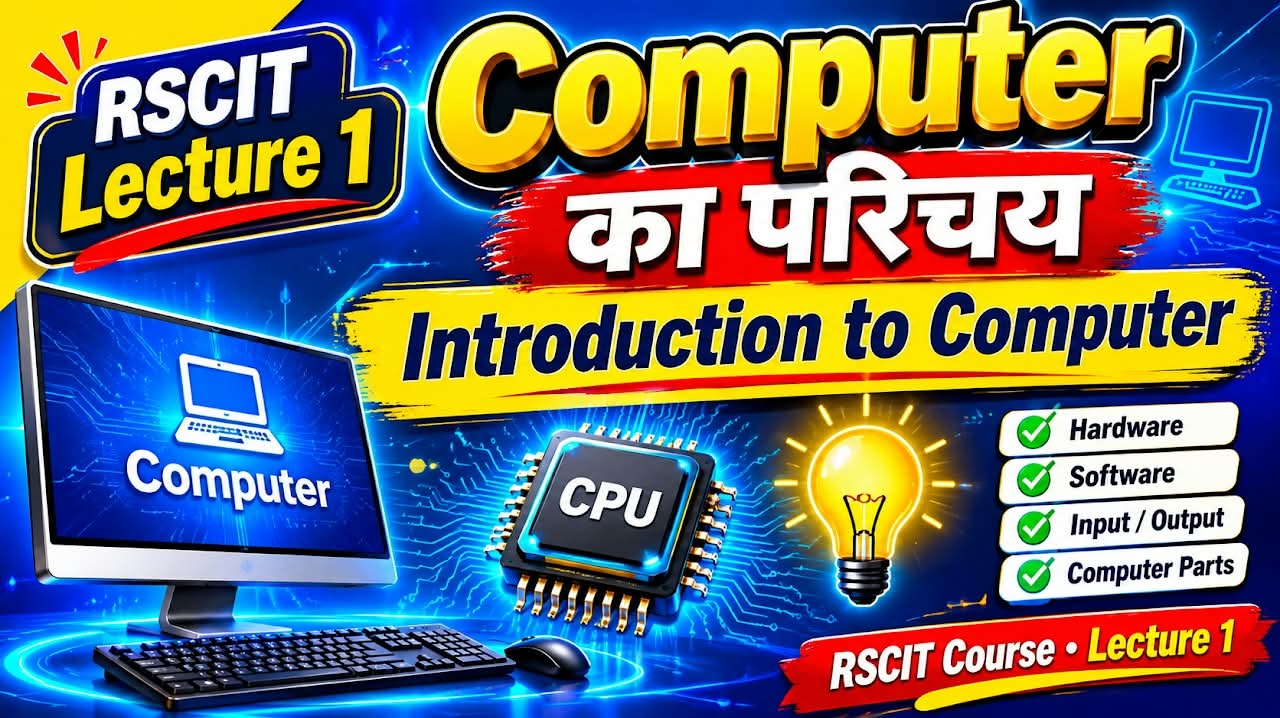 RSCIT
Lecture 1
Computer
का परिचय
Introduction to Computer
Computer
CPU
Hardware
Software
Input / Output
Computer Parts
RSCIT Course • Lecture 1